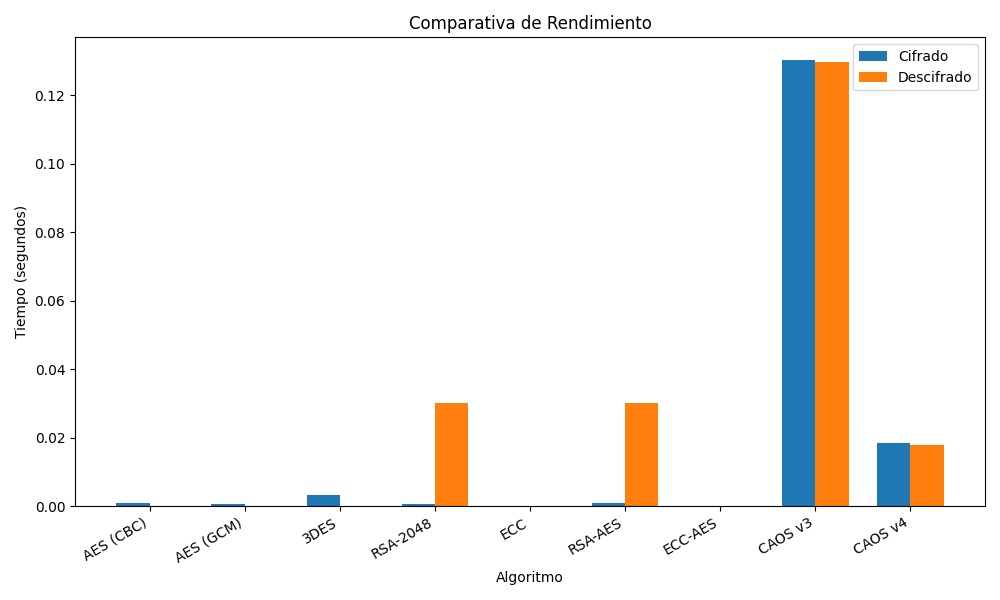 Comparativa de Rendimiento
Cifrado
Descifrado
Tiempo (segundos)
0.12
0.10
0.08
0.06
0.04
0.02
0.00
AES (CBC)
AES (GCM)
3DES
RSA-2048
ECC
RSA-AES
ECC-AES
CAOS v3
CAOS v4
Algoritmo